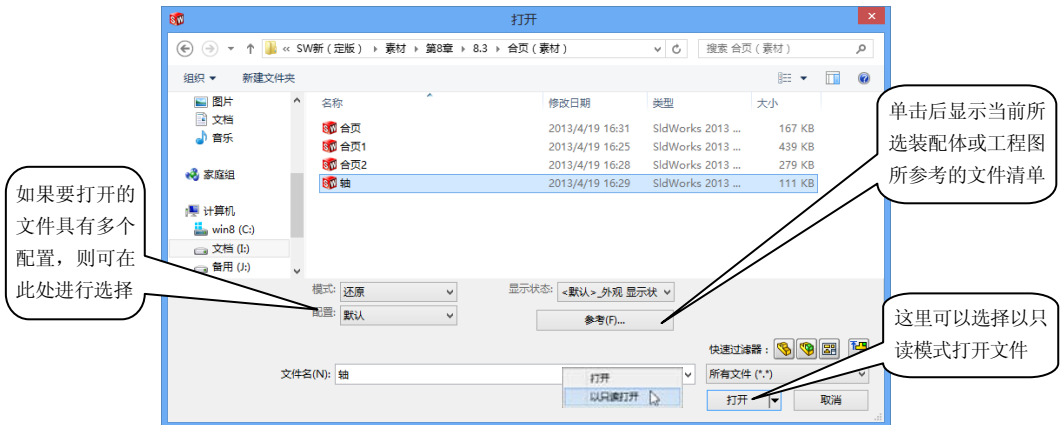 打开
« SW新（定版） ▸ 素材 ▸ 第8章 ▸ 8.3 ▸ 合页（素材）
搜索 合页（素材）
组织 新建文件夹
名称 修改日期 类型 大小
图片
文档
音乐
家庭组
计算机
win8 (C:)
文档 (I:)
备用 (J:)
合页 2013/4/19 16:31 SldWorks 2013 ... 167 KB
合页1 2013/4/19 16:25 SldWorks 2013 ... 439 KB
合页2 2013/4/19 16:28 SldWorks 2013 ... 279 KB
轴 2013/4/19 16:29 SldWorks 2013 ... 111 KB
模式: 还原
显示状态: <默认>_外观 显示状
配置: 默认
参考(F)...
快速过滤器：
文件名(N): 轴
所有文件 (*.*)
打开
以只读打开
打开 取消
如果要打开的
文件具有多个
配置，则可在
此处进行选择
单击后显示当前所
选装配体或工程图
所参考的文件清单
这里可以选择以只
读模式打开文件